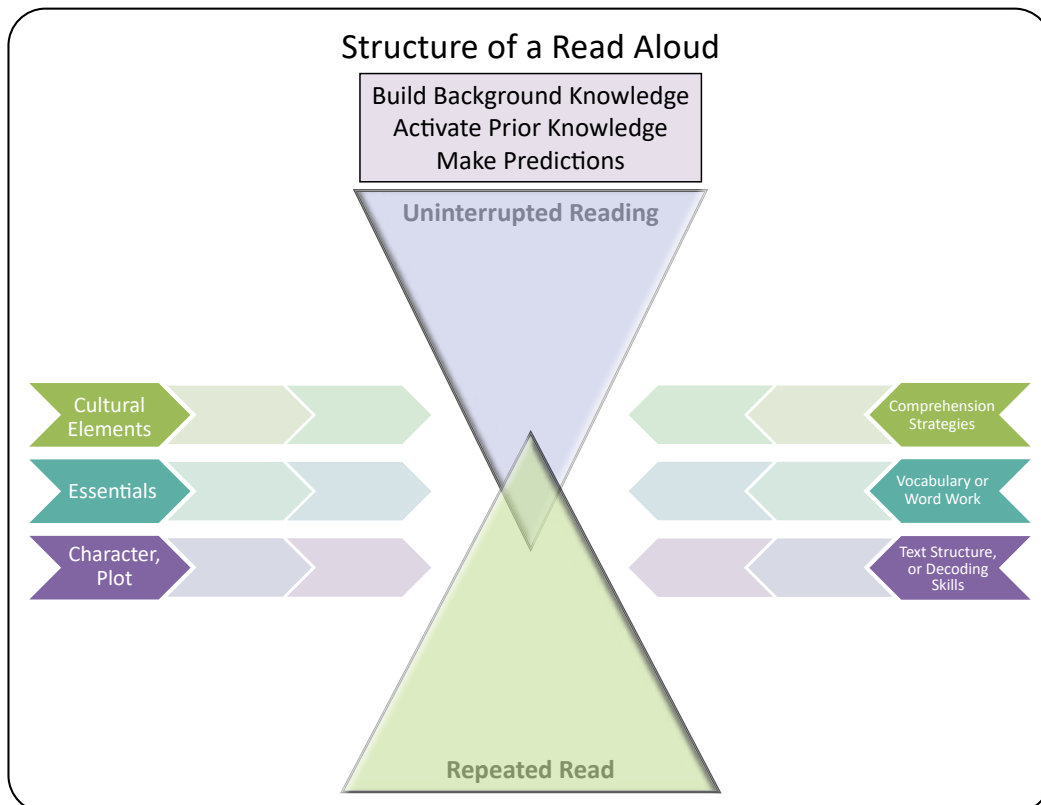 Structure of a Read Aloud
Build Background Knowledge
Activate Prior Knowledge
Make Predictions
Uninterrupted Reading
Cultural
Elements
Comprehension
Strategies
Essentials
Vocabulary or
Word Work
Character,
Plot
Text Structure,
or Decoding
Skills
Repeated Read